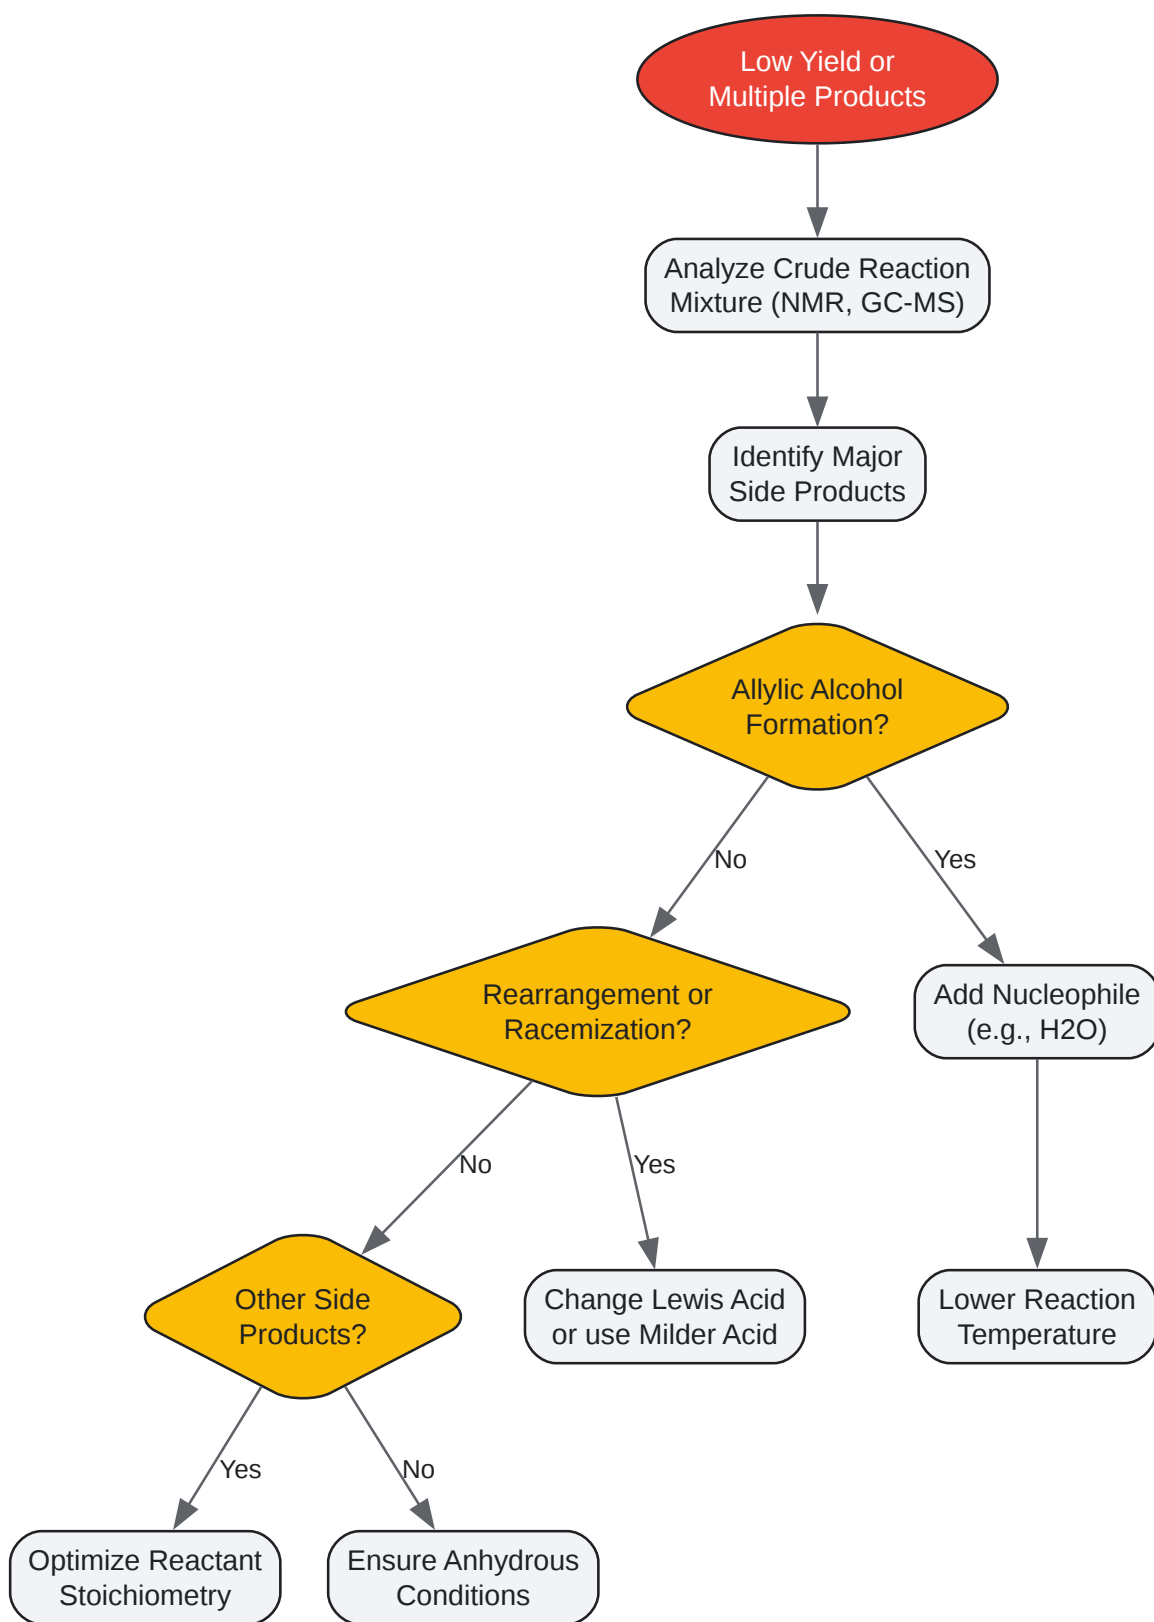 Low Yield or
Multiple Products
Analyze Crude Reaction
Mixture (NMR, GC-MS)
Identify Major
Side Products
Allylic Alcohol
Formation?
No
Yes
Rearrangement or
Racemization?
Add Nucleophile
(e.g., H2O)
No
Yes
Other Side
Products?
Change Lewis Acid
or use Milder Acid
Lower Reaction
Temperature
Yes
No
Optimize Reactant
Stoichiometry
Ensure Anhydrous
Conditions